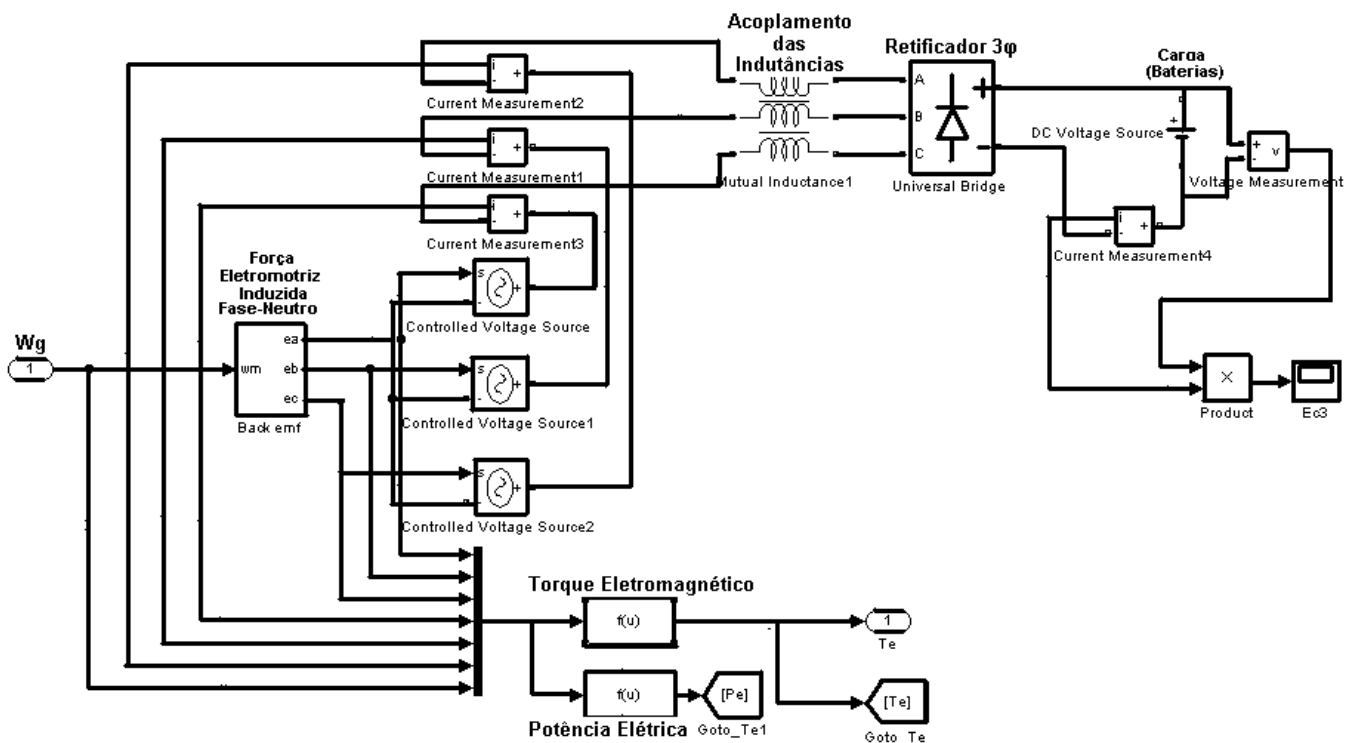 Acoplamento
das
Indutâncias
Retificador 3φ
Carga
(Baterias)
i
-
+
Current Measurement2
A
B
C
+
-
DC Voltage Source
+
i
-
+
Current Measurement1
Mutual Inductance1
Universal Bridge
+
-
v
Voltage Measurement
i
-
+
Current Measurement3
i
-
+
Current Measurement4
Força
Eletromotriz
Induzida
Fase-Neutro
s
-
+
Controlled Voltage Source
Wg
1
wm
ea
eb
ec
Back emf
s
-
+
Controlled Voltage Source1
×
Product
Ec3
s
-
+
Controlled Voltage Source2
Torque Eletromagnético
f(u)
1
Te
f(u)
[Pe]
[Te]
Potência Elétrica
Goto_Te1
Goto_Te